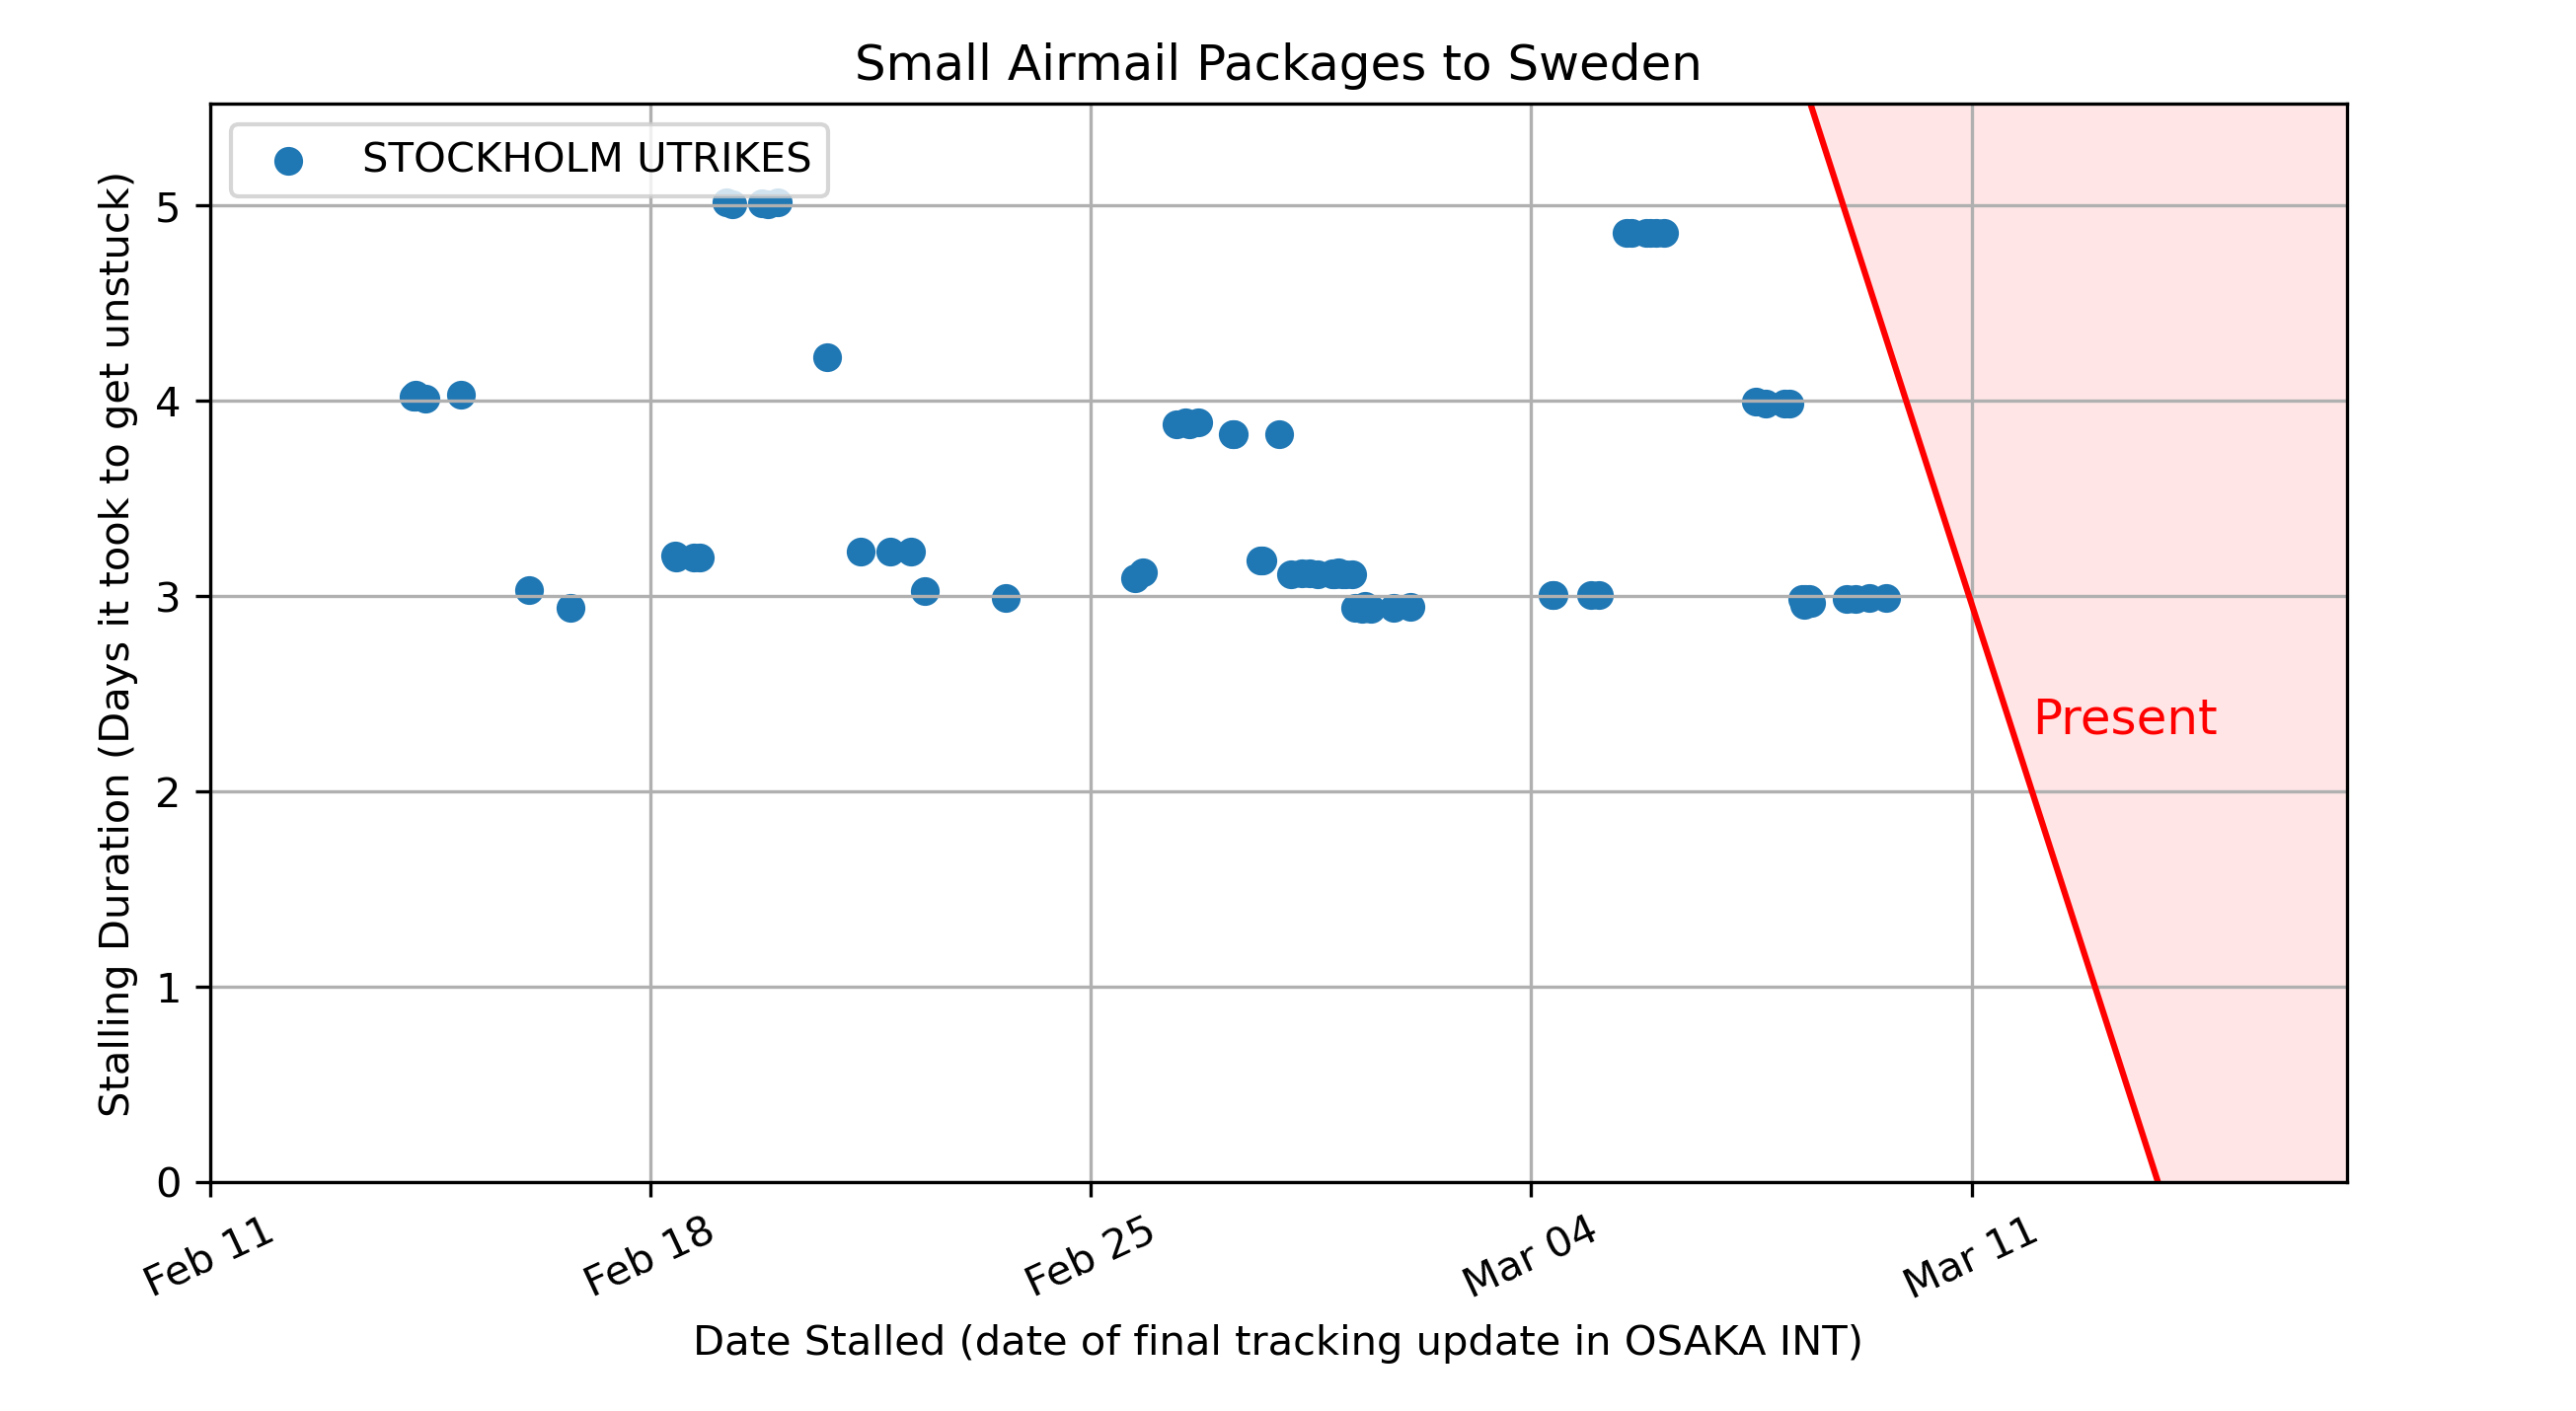 Small Airmail Packages to Sweden
STOCKHOLM UTRIKES
Stalling Duration (Days it took to get unstuck)
5
4
3
2
1
0
Present
Feb 11
Feb 18
Feb 25
Mar 04
Mar 11
Date Stalled (date of final tracking update in OSAKA INT)